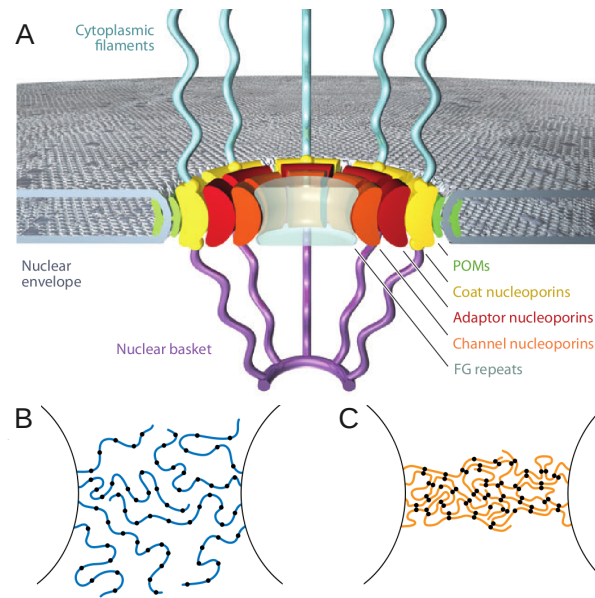 A
Cytoplasmic
filaments
Nuclear
envelope
POMs
Coat nucleoporins
Adaptor nucleoporins
Channel nucleoporins
FG repeats
Nuclear basket
B
C